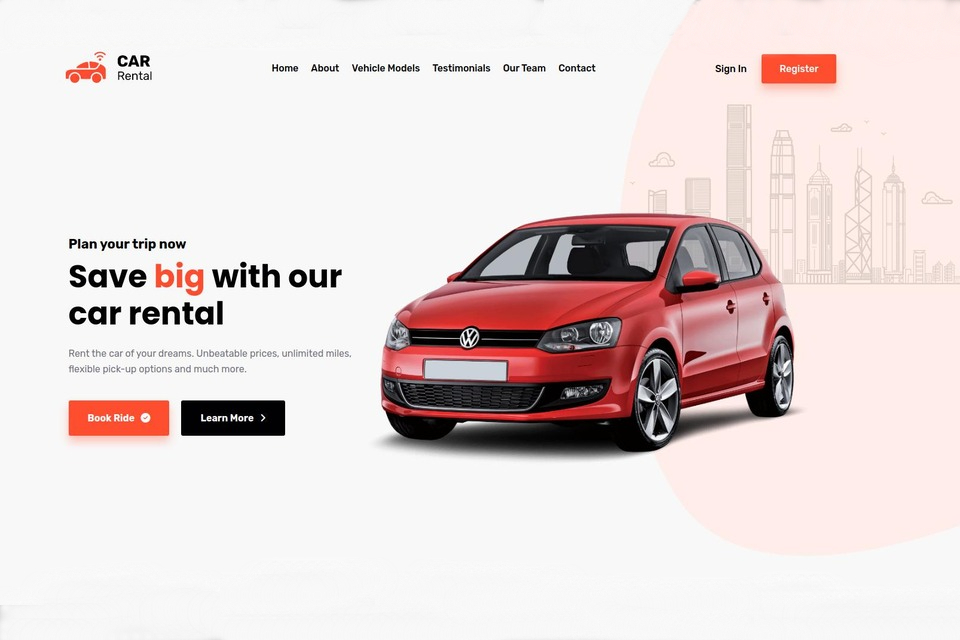 CAR
Rental
Home About Vehicle Models Testimonials Our Team Contact
Sign In Register
Plan your trip now
Save big with our
car rental
Rent the car of your dreams. Unbeatable prices, unlimited miles,
flexible pick-up options and much more.
Book Ride Learn More